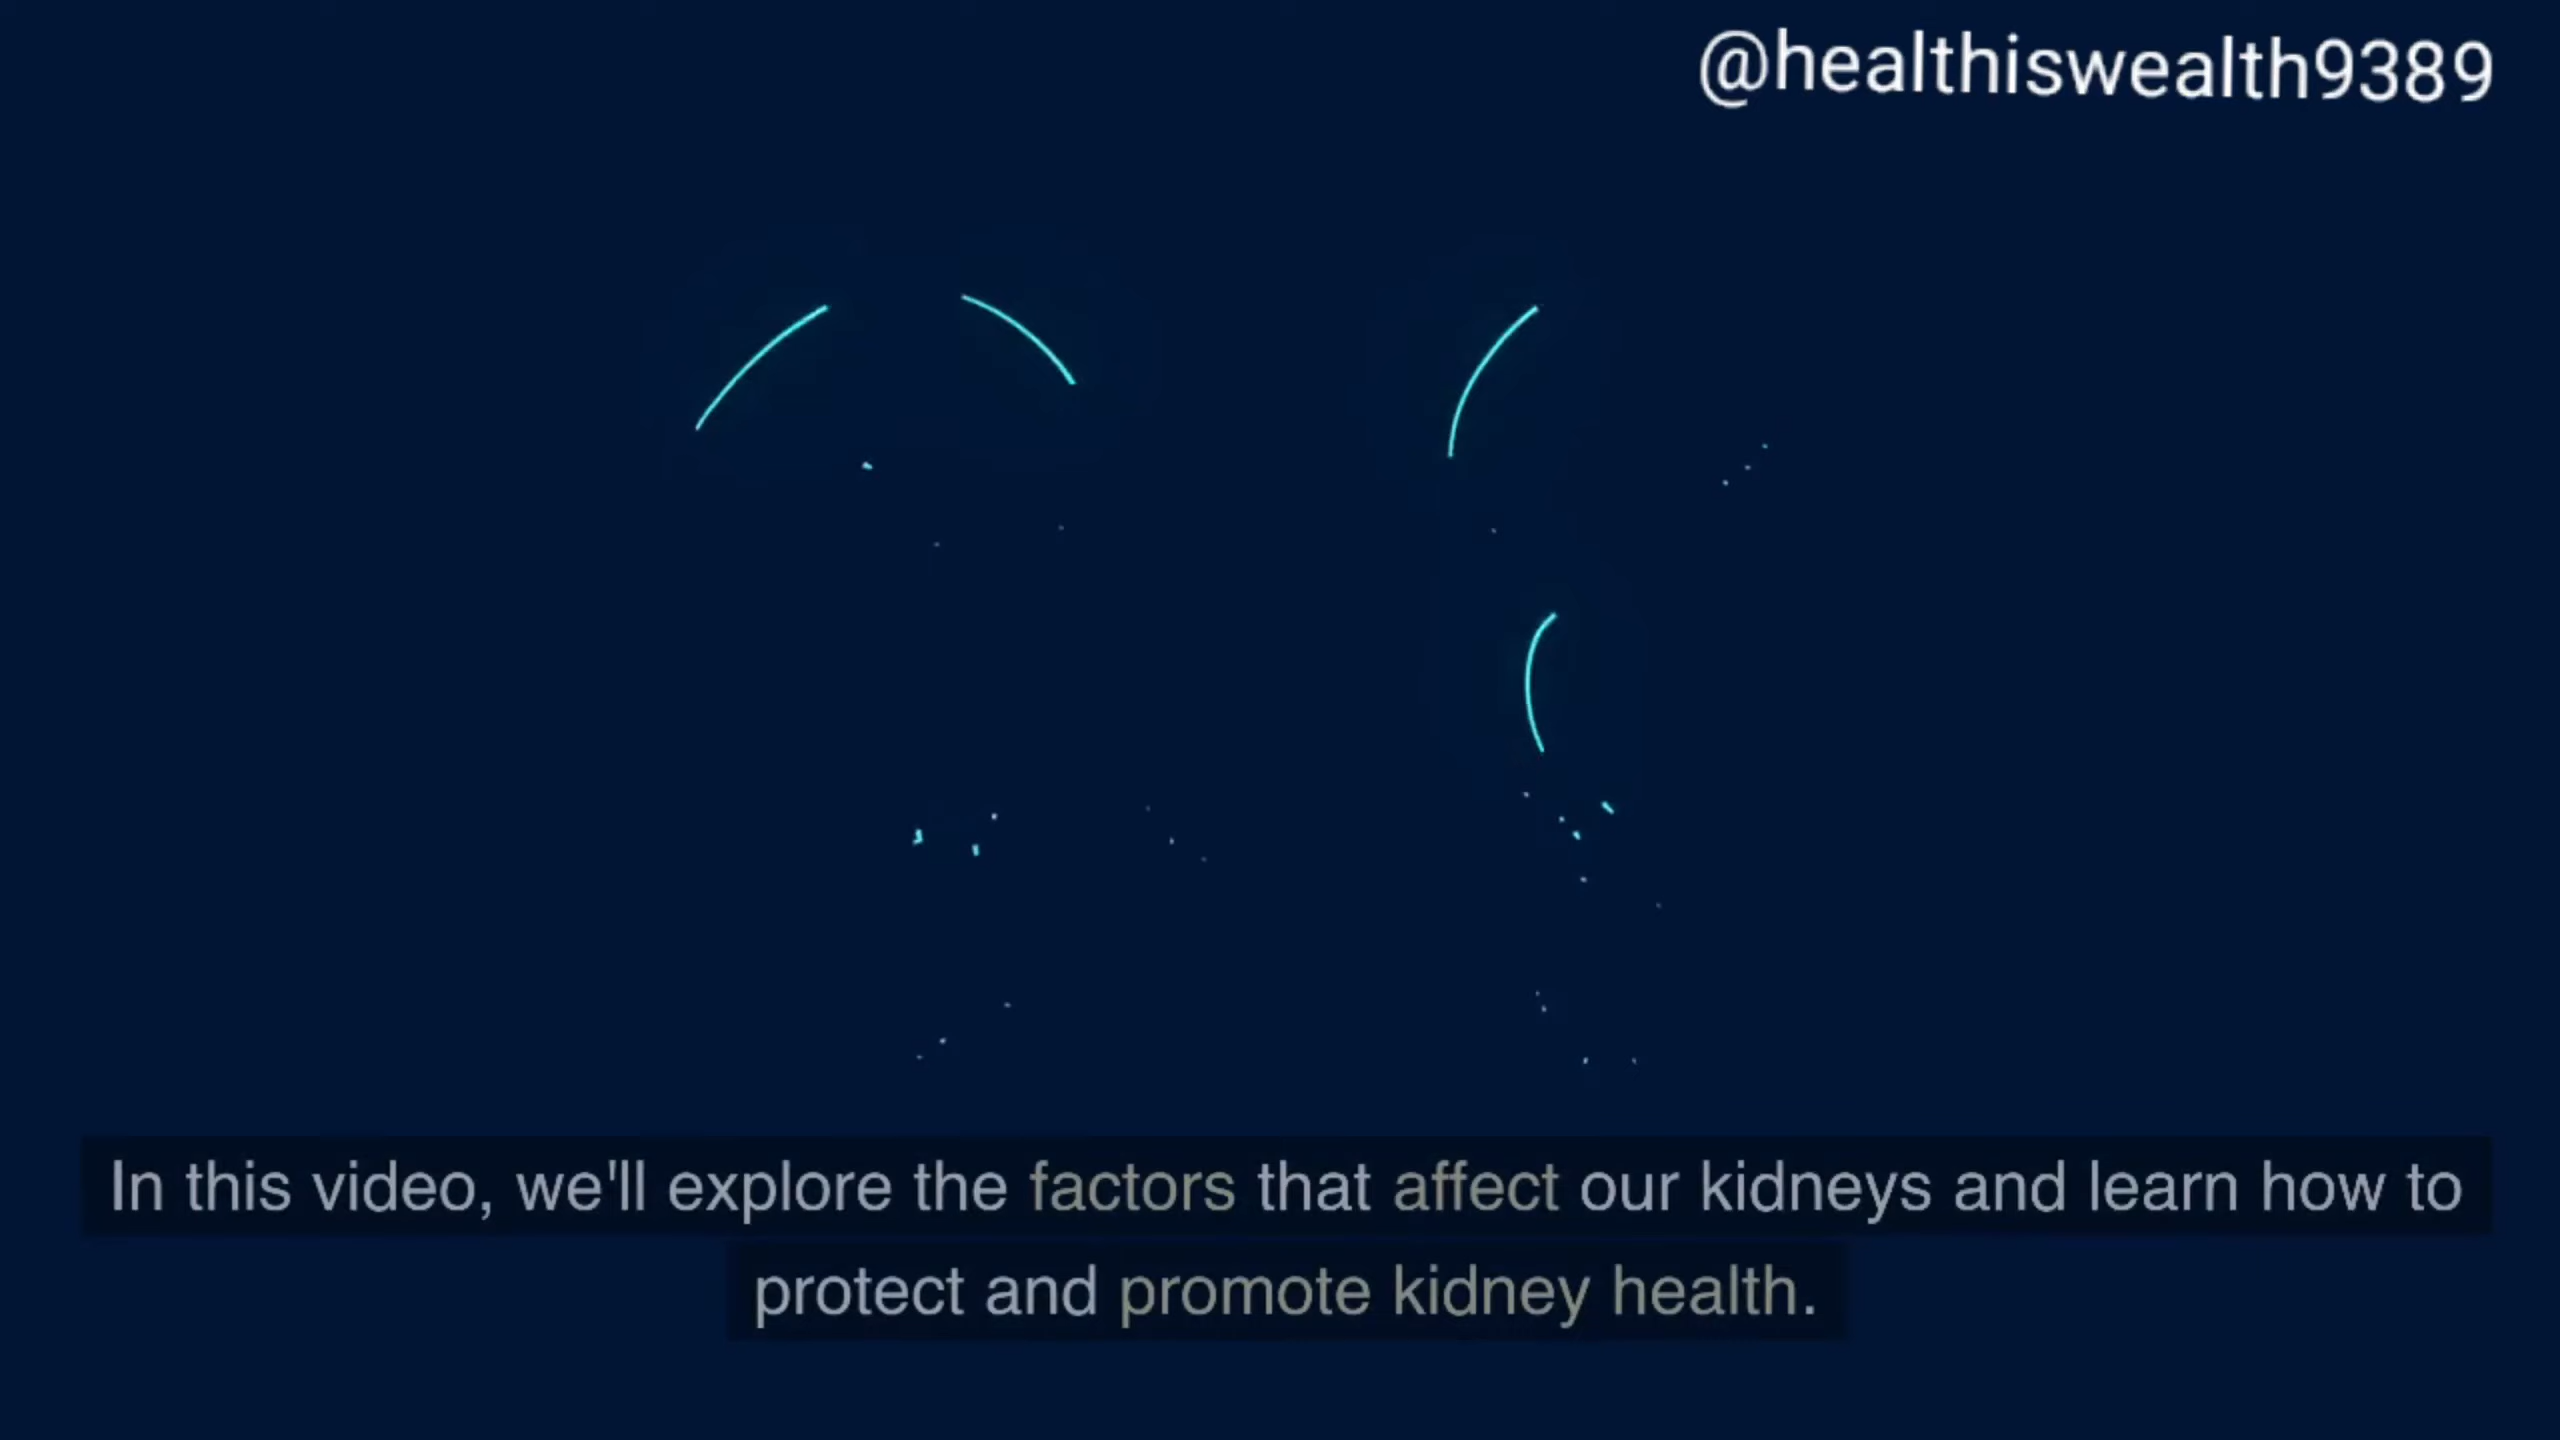 @healthiswealth9389
In this video, we'll explore the factors that affect our kidneys and learn how to
protect and promote kidney health.